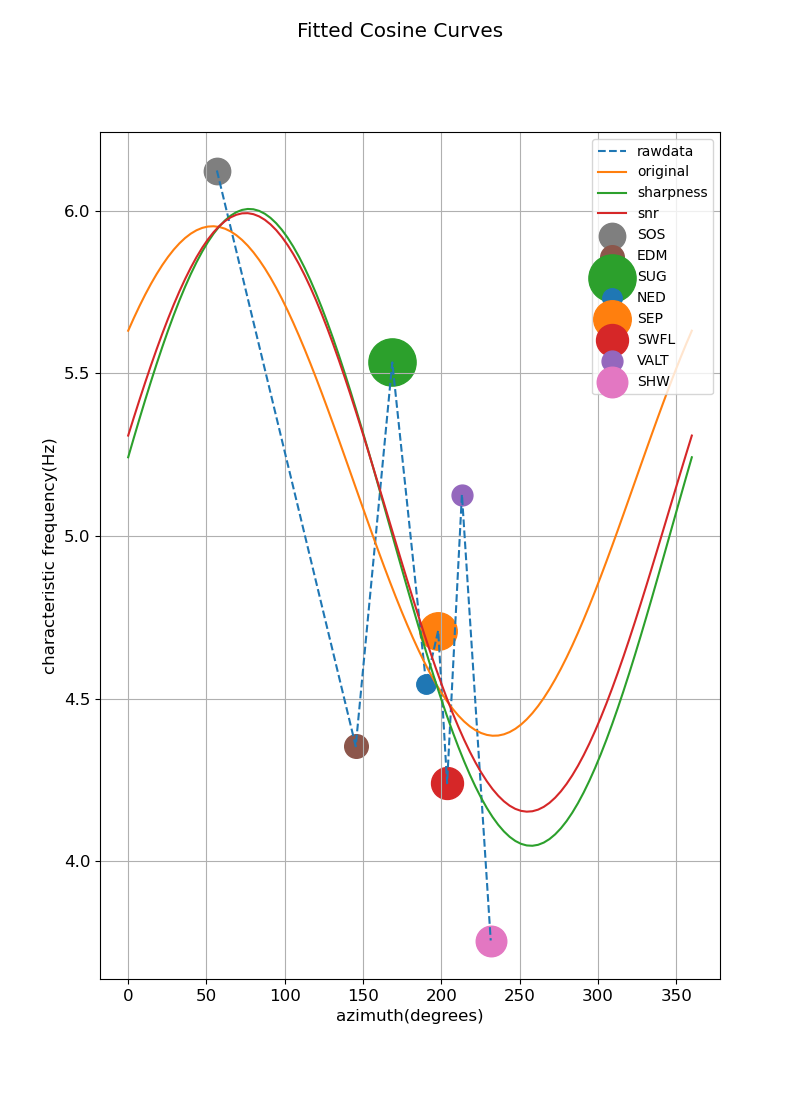 Fitted Cosine Curves
rawdata
original
sharpness
snr
SOS
EDM
SUG
NED
SEP
SWFL
VALT
SHW
6.0
5.5
5.0
4.5
4.0
characteristic frequency(Hz)
0 50 100 150 200 250 300 350
azimuth(degrees)